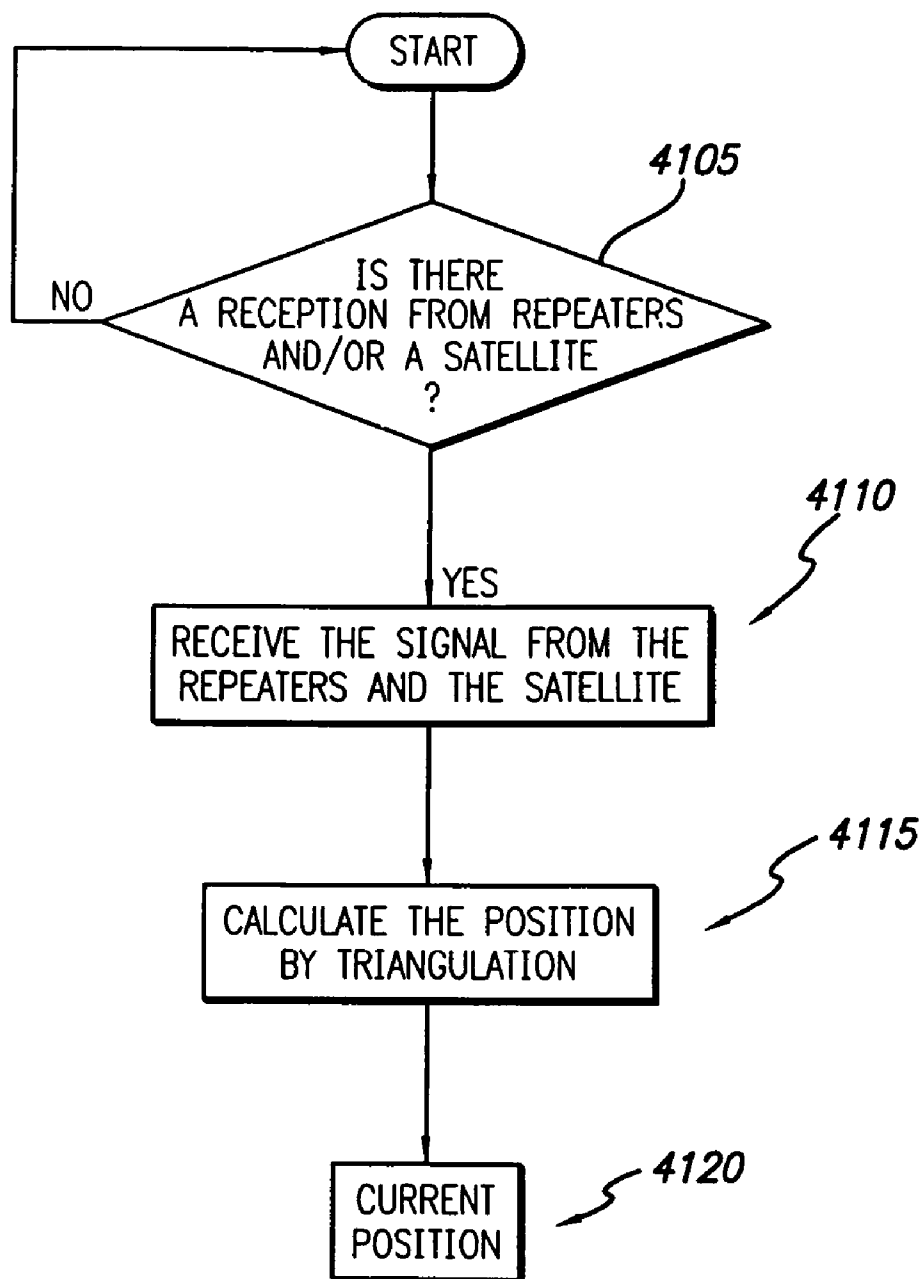 START
4105
IS THERE
A RECEPTION FROM REPEATERS
AND/OR A SATELLITE
?
NO
4110
YES
RECEIVE THE SIGNAL FROM THE
REPEATERS AND THE SATELLITE
4115
CALCULATE THE POSITION
BY TRIANGULATION
4120
CURRENT
POSITION